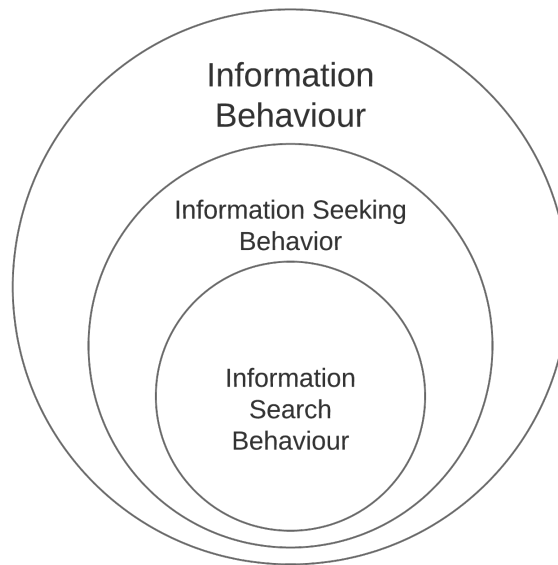 Information
Behaviour
Information Seeking
Behavior
Information
Search
Behaviour